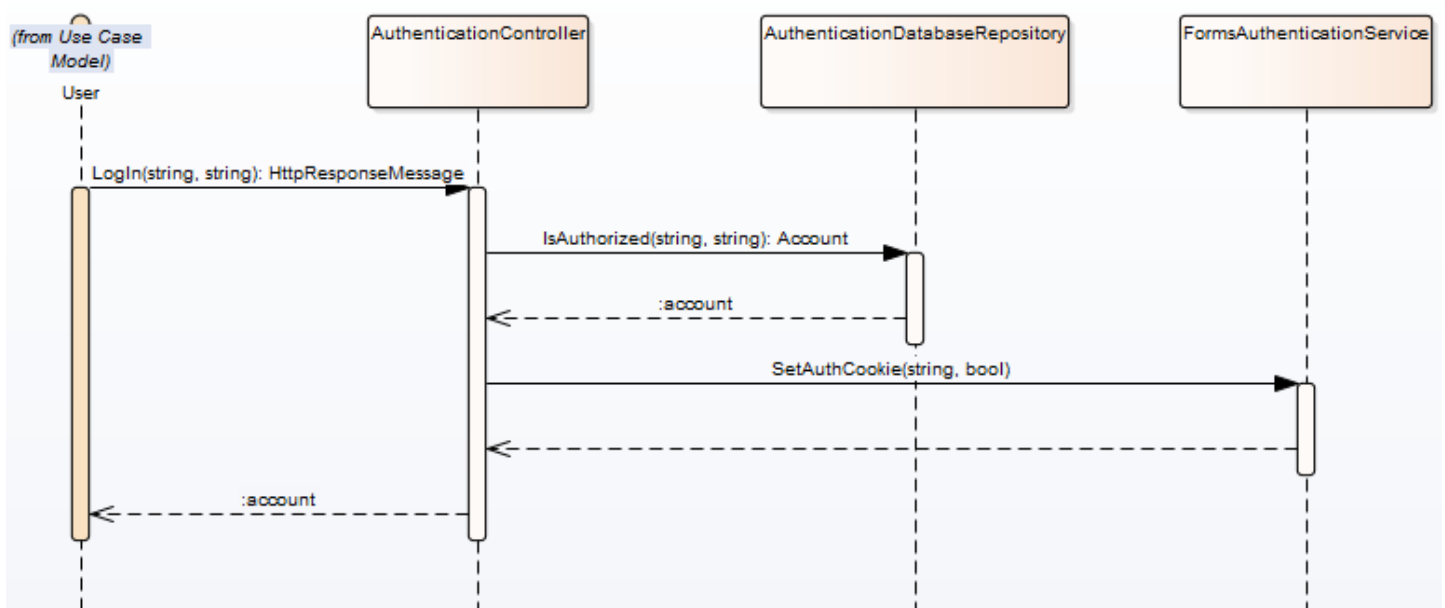 (from Use Case
Model)
User
AuthenticationController
AuthenticationDatabaseRepository
FormsAuthenticationService
LogIn(string, string): HttpResponseMessage
IsAuthorized(string, string): Account
:account
SetAuthCookie(string, bool)
:account